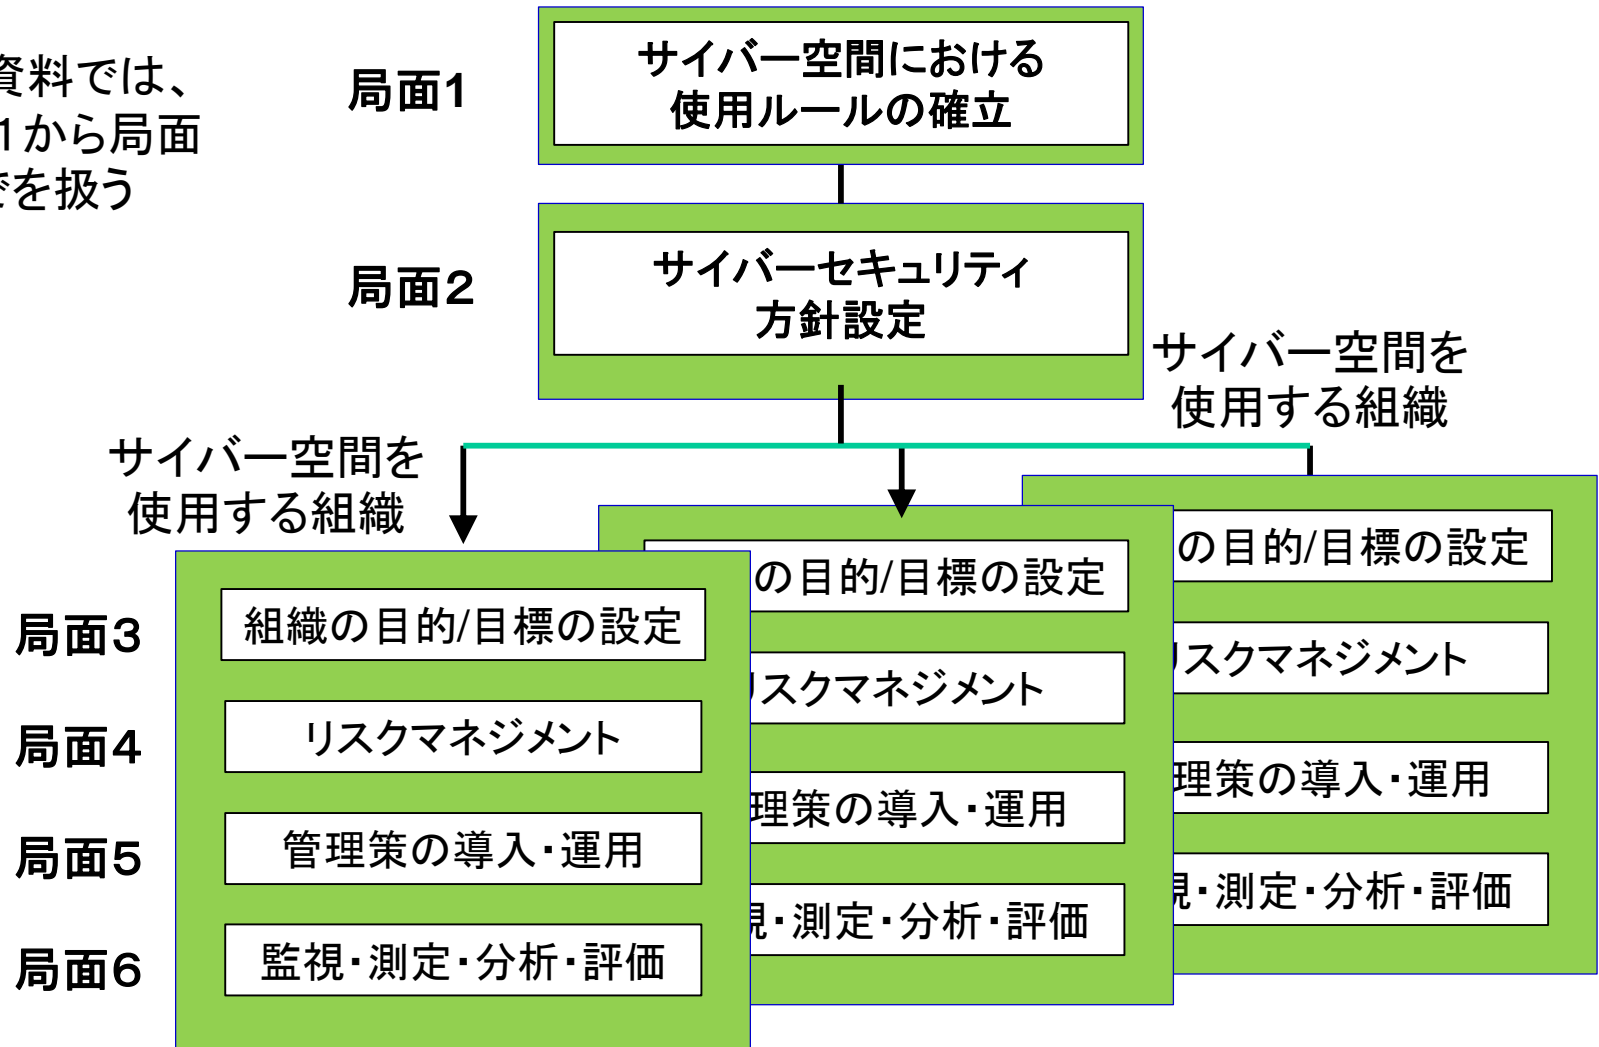 資料では、
1から局面
でを扱う
局面1
サイバー空間における
使用ルールの確立
局面2
サイバーセキュリティ
方針設定
サイバー空間を
使用する組織
サイバー空間を
使用する組織
局面3
組織の目的/目標の設定
の目的/目標の設定
の目的/目標の設定
局面4
リスクマネジメント
リスクマネジメント
リスクマネジメント
局面5
管理策の導入・運用
理策の導入・運用
理策の導入・運用
局面6
監視・測定・分析・評価
視・測定・分析・評価
視・測定・分析・評価